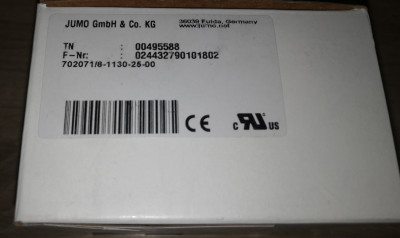 JUMO GmbH & Co. KG
36039 Fulda, Germany
www.jumo.net
TN : 00495588
F-Nr: : 024432790101802
702071/8-1130-25-00
CE
c RU US